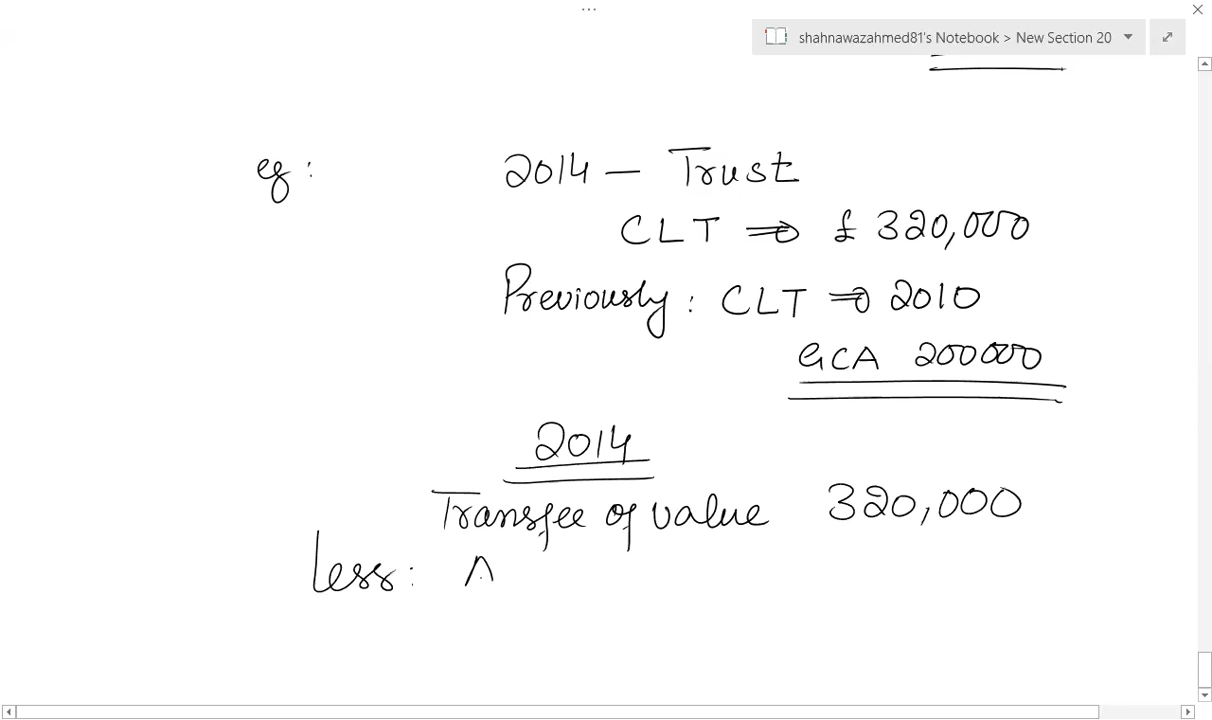 shahnawazahmed81's Notebook > New Section 20
eg: 2014 — Trust
CLT ⇒ £ 320,000
Previously: CLT ⇒ 2010
GCA 200000
2014
Transfee of value 320,000
Less: A